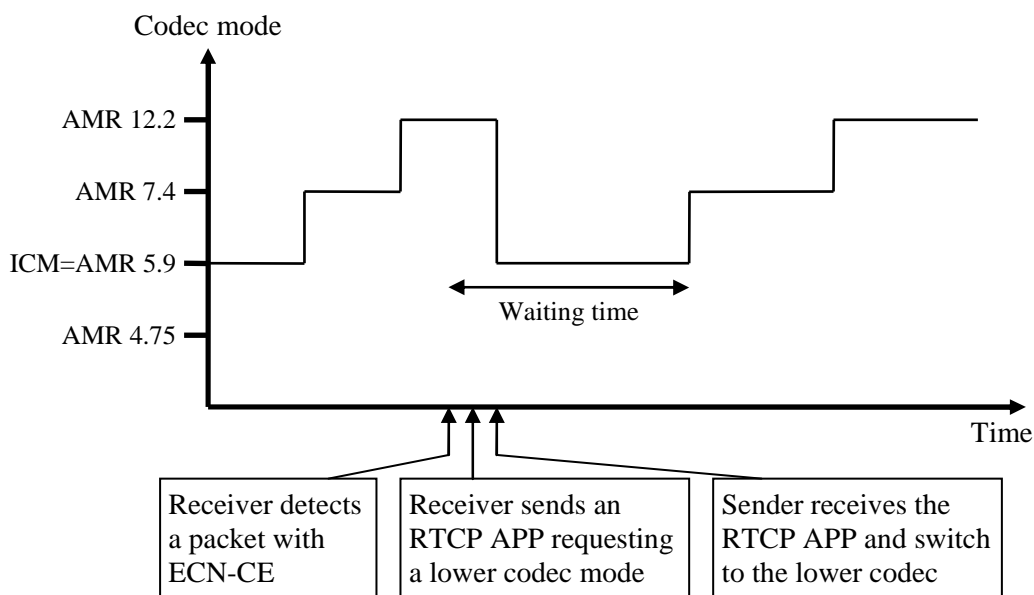 Codec mode
AMR 12.2
AMR 7.4
ICM=AMR 5.9
Waiting time
AMR 4.75
Time
Receiver detects
a packet with
ECN-CE
Receiver sends an
RTCP APP requesting
a lower codec mode
Sender receives the
RTCP APP and switch
to the lower codec